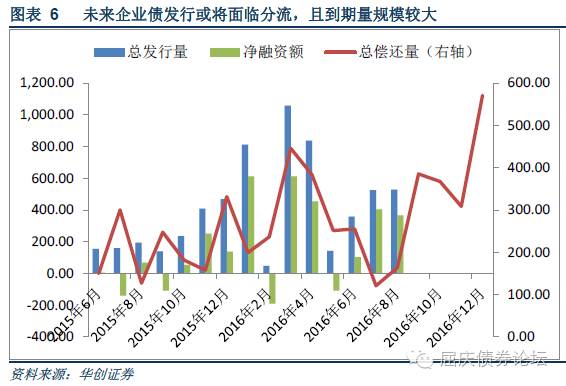 图表 6 未来企业债发行或将面临分流，且到期量规模较大
总发行量 净融资额 总偿还量（右轴）
1,200.00 600.00
1,000.00 500.00
800.00 400.00
600.00
400.00 300.00
200.00 200.00
0.00
-200.00 100.00
-400.00 0.00
2015年6月 2015年8月 2015年10月 2015年12月 2016年2月 2016年4月 2016年6月 2016年8月 2016年10月 2016年12月
屈庆债券论坛
资料来源：华创证券